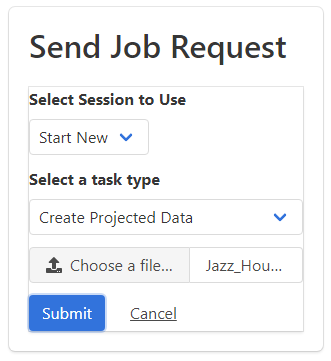 Send Job Request
Select Session to Use
Start New
Select a task type
Create Projected Data
Choose a file... Jazz_Hou...
Submit Cancel